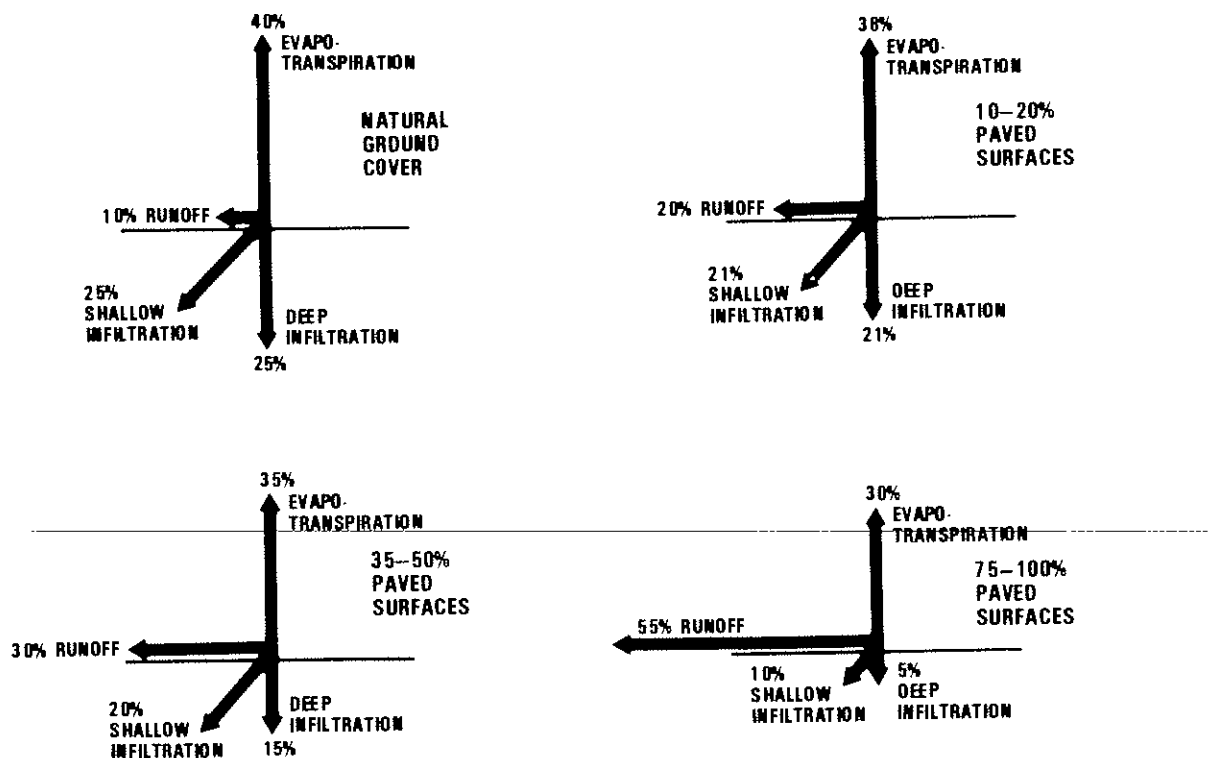 40%
EVAPO-
TRANSPIRATION
NATURAL
GROUND
COVER
10% RUNOFF
25%
SHALLOW
INFILTRATION
DEEP
INFILTRATION
25%
38%
EVAPO-
TRANSPIRATION
10–20%
PAVED
SURFACES
20% RUNOFF
21%
SHALLOW
INFILTRATION
DEEP
INFILTRATION
21%
35%
EVAPO-
TRANSPIRATION
35–50%
PAVED
SURFACES
30% RUNOFF
20%
SHALLOW
INFILTRATION
DEEP
INFILTRATION
15%
30%
EVAPO-
TRANSPIRATION
75–100%
PAVED
SURFACES
55% RUNOFF
10%
SHALLOW
INFILTRATION
5%
DEEP
INFILTRATION